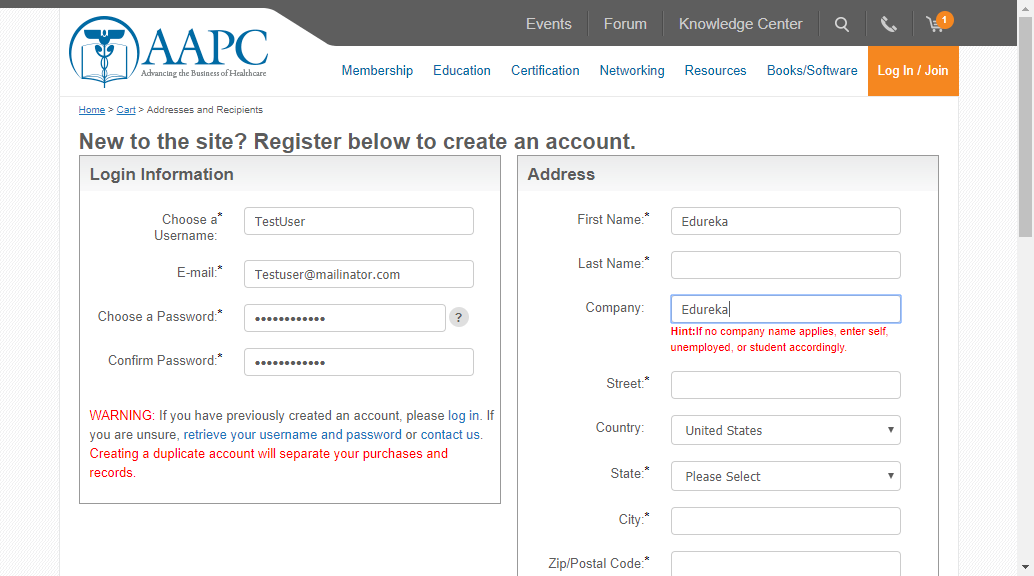 Events Forum Knowledge Center 1
AAPC
Advancing the Business of Healthcare
Membership Education Certification Networking Resources Books/Software Log In / Join
Home > Cart > Addresses and Recipients
New to the site? Register below to create an account.
Login Information
Choose a*
Username:
TestUser
E-mail:* Testuser@mailinator.com
Choose a Password:* •••••••••••• ?
Confirm Password:* ••••••••••••
WARNING: If you have previously created an account, please log in. If
you are unsure, retrieve your username and password or contact us.
Creating a duplicate account will separate your purchases and
records.
Address
First Name:* Edureka
Last Name:*
Company: Edureka
Hint:If no company name applies, enter self,
unemployed, or student accordingly.
Street:*
Country: United States
State:* Please Select
City:*
Zip/Postal Code:*